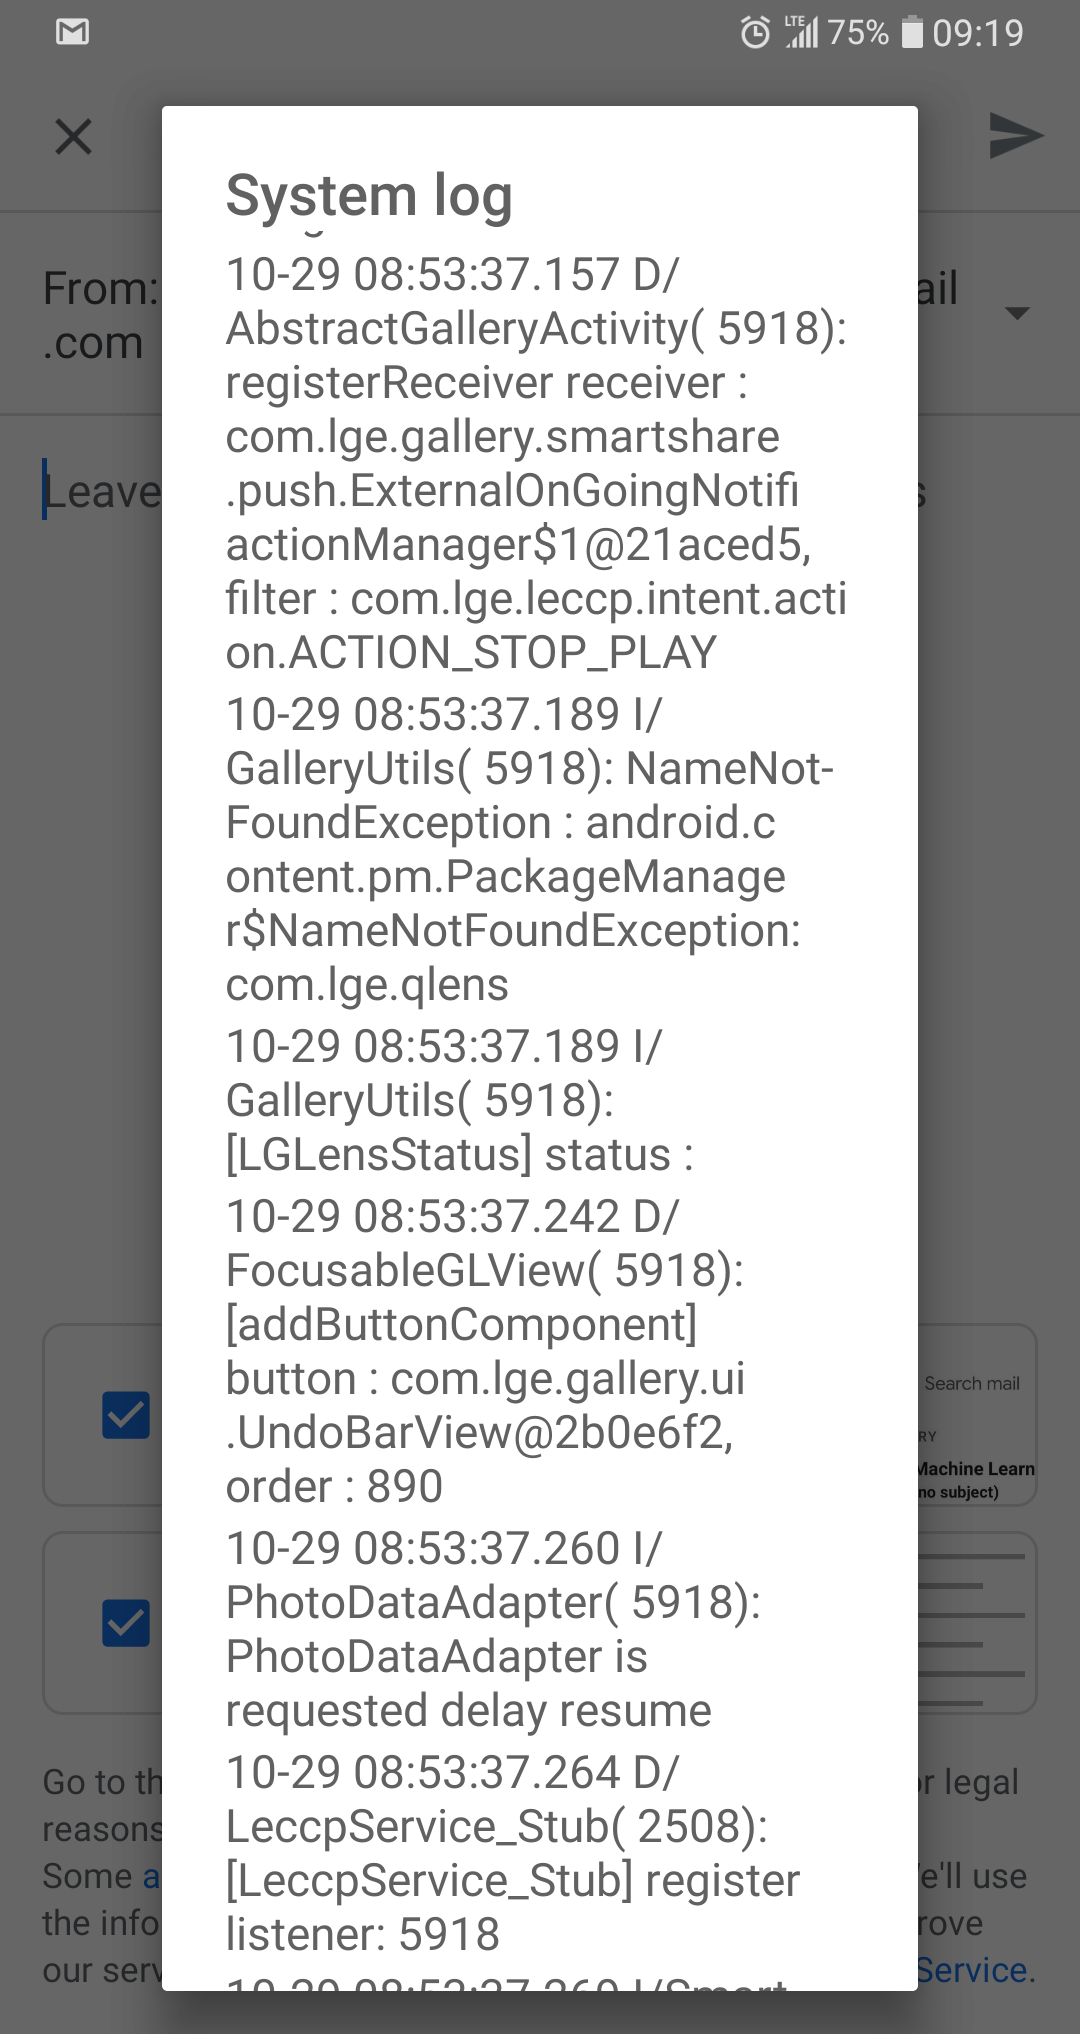 LTE 75% 09:19
System log
10-29 08:53:37.157 D/
AbstractGalleryActivity( 5918):
registerReceiver receiver :
com.lge.gallery.smartshare
.push.ExternalOnGoingNotifi
actionManager$1@21aced5,
filter : com.lge.leccp.intent.acti
on.ACTION_STOP_PLAY
10-29 08:53:37.189 I/
GalleryUtils( 5918): NameNot-
FoundException : android.c
ontent.pm.PackageManage
r$NameNotFoundException:
com.lge.qlens
10-29 08:53:37.189 I/
GalleryUtils( 5918):
[LGLensStatus] status :
10-29 08:53:37.242 D/
FocusableGLView( 5918):
[addButtonComponent]
button : com.lge.gallery.ui
.UndoBarView@2b0e6f2,
order : 890
10-29 08:53:37.260 I/
PhotoDataAdapter( 5918):
PhotoDataAdapter is
requested delay resume
10-29 08:53:37.264 D/
LeccpService_Stub( 2508):
[LeccpService_Stub] register
listener: 5918
From:
ail
.com
Leave
Search mail
RY
Machine Learn
no subject)
Go to th
r legal
reasons
Some a
e'll use
the info
rove
our serv
Service.